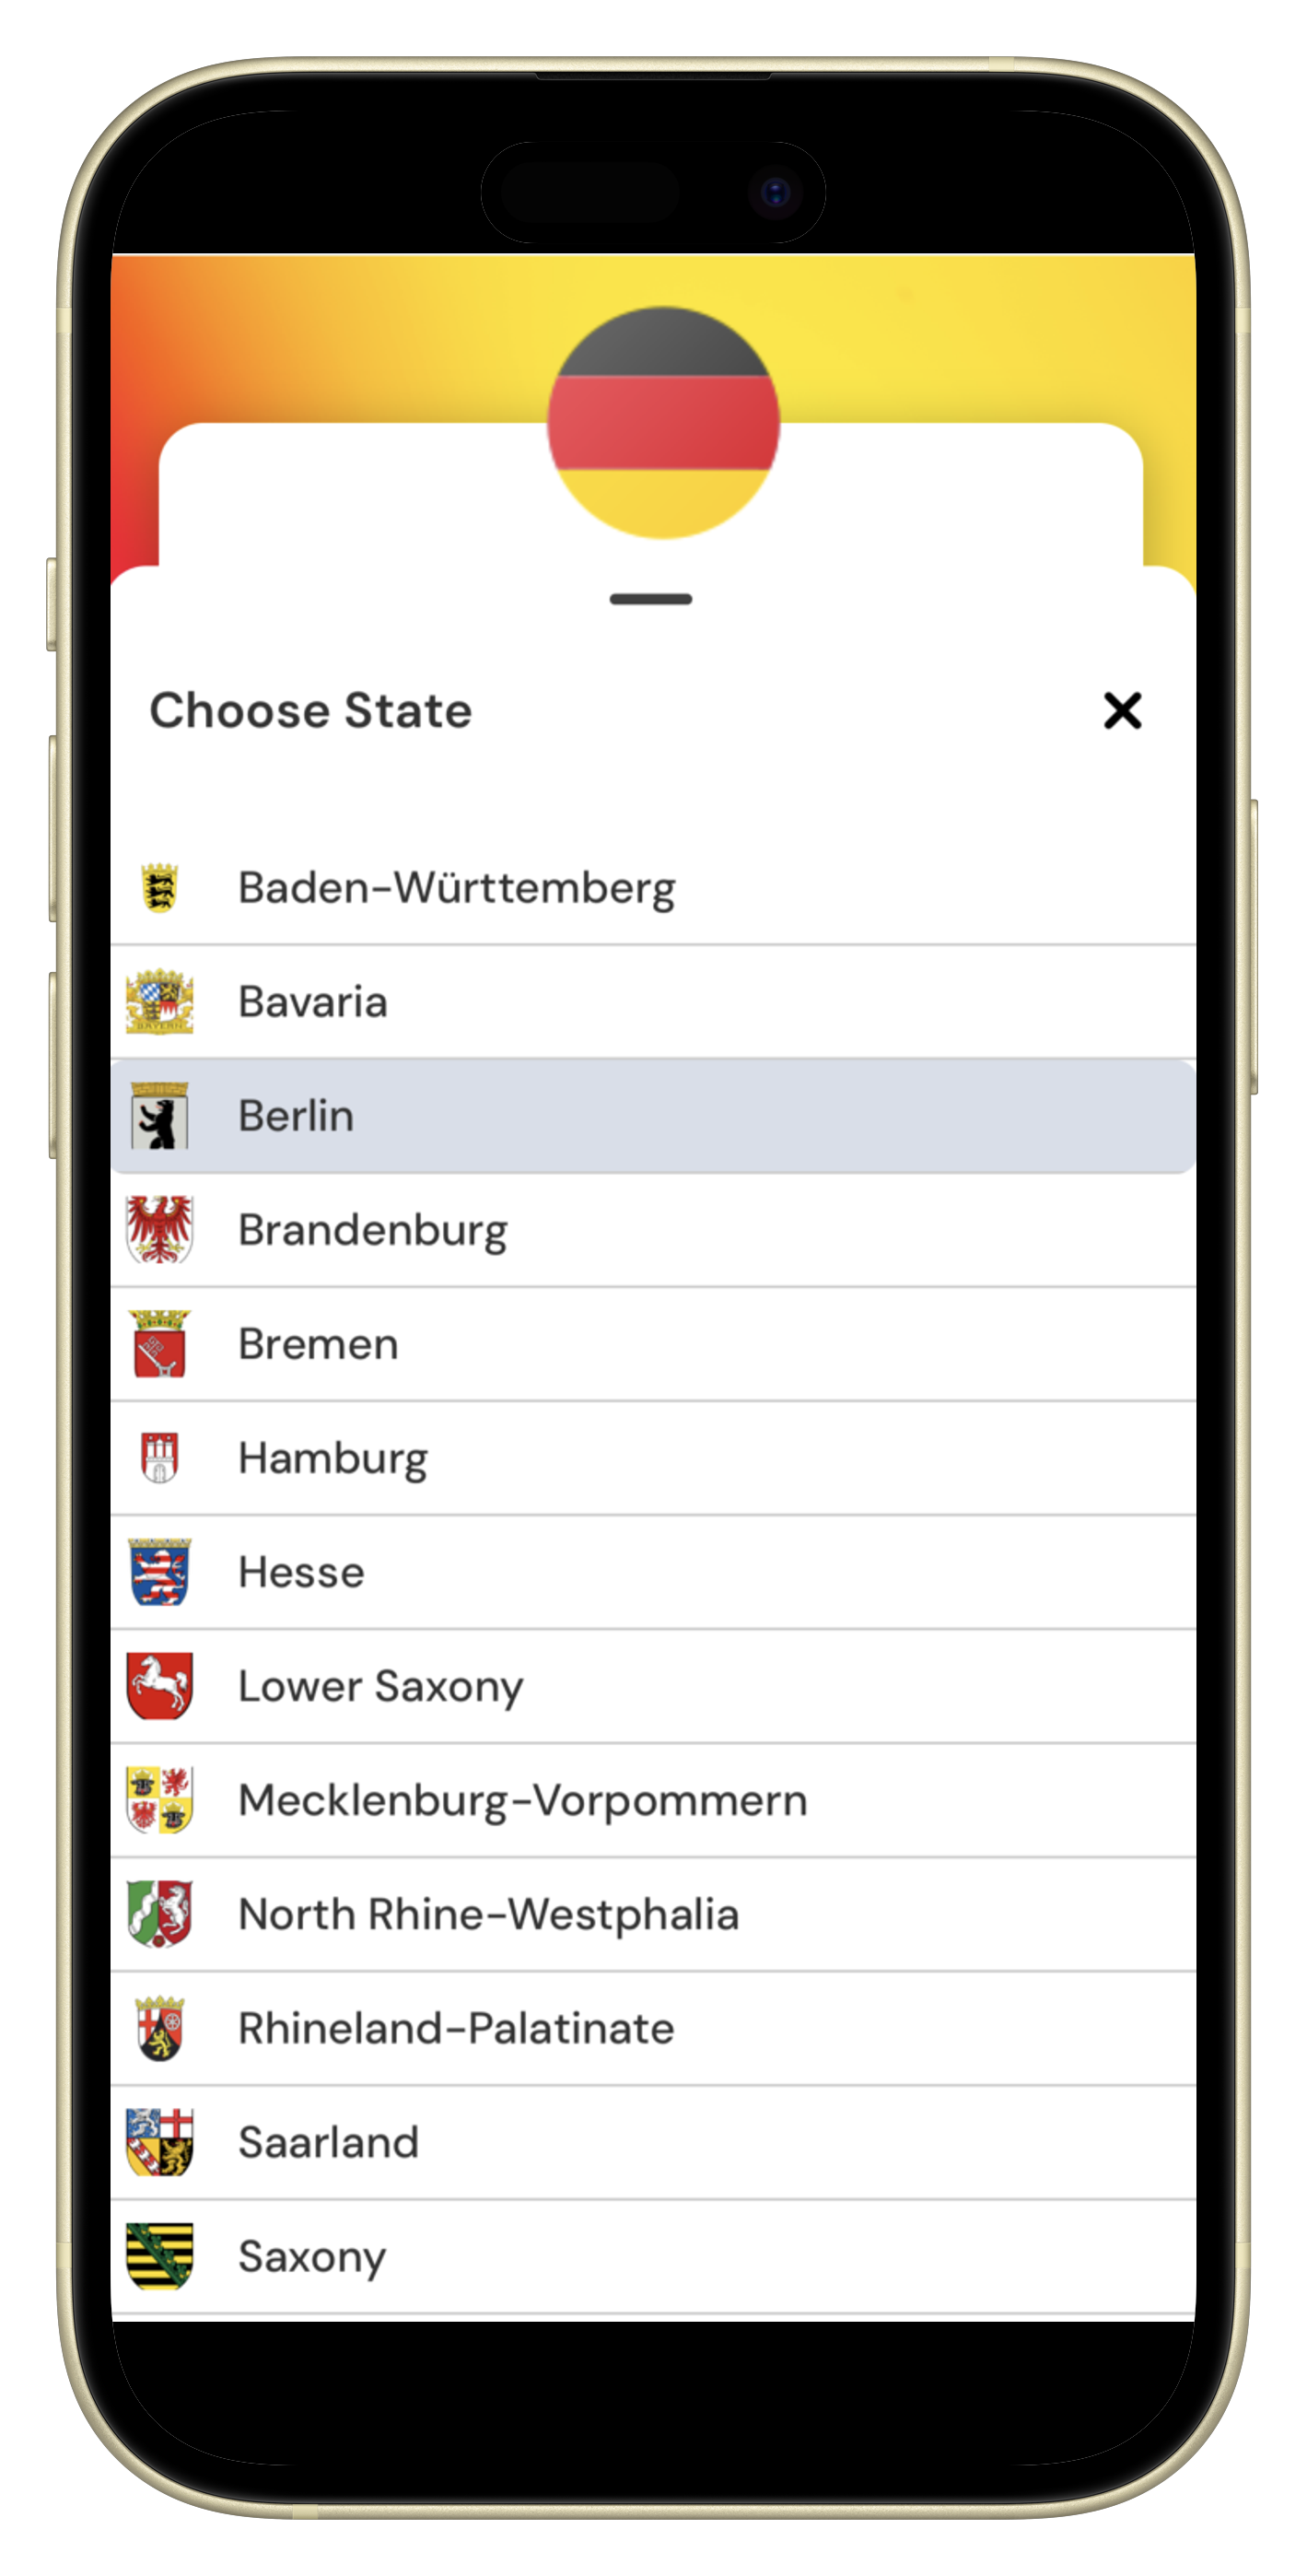 Choose State
Baden-Württemberg
BAYERN
Bavaria
Berlin
Brandenburg
Bremen
Hamburg
Hesse
Lower Saxony
Mecklenburg-Vorpommern
North Rhine-Westphalia
Rhineland-Palatinate
Saarland
Saxony